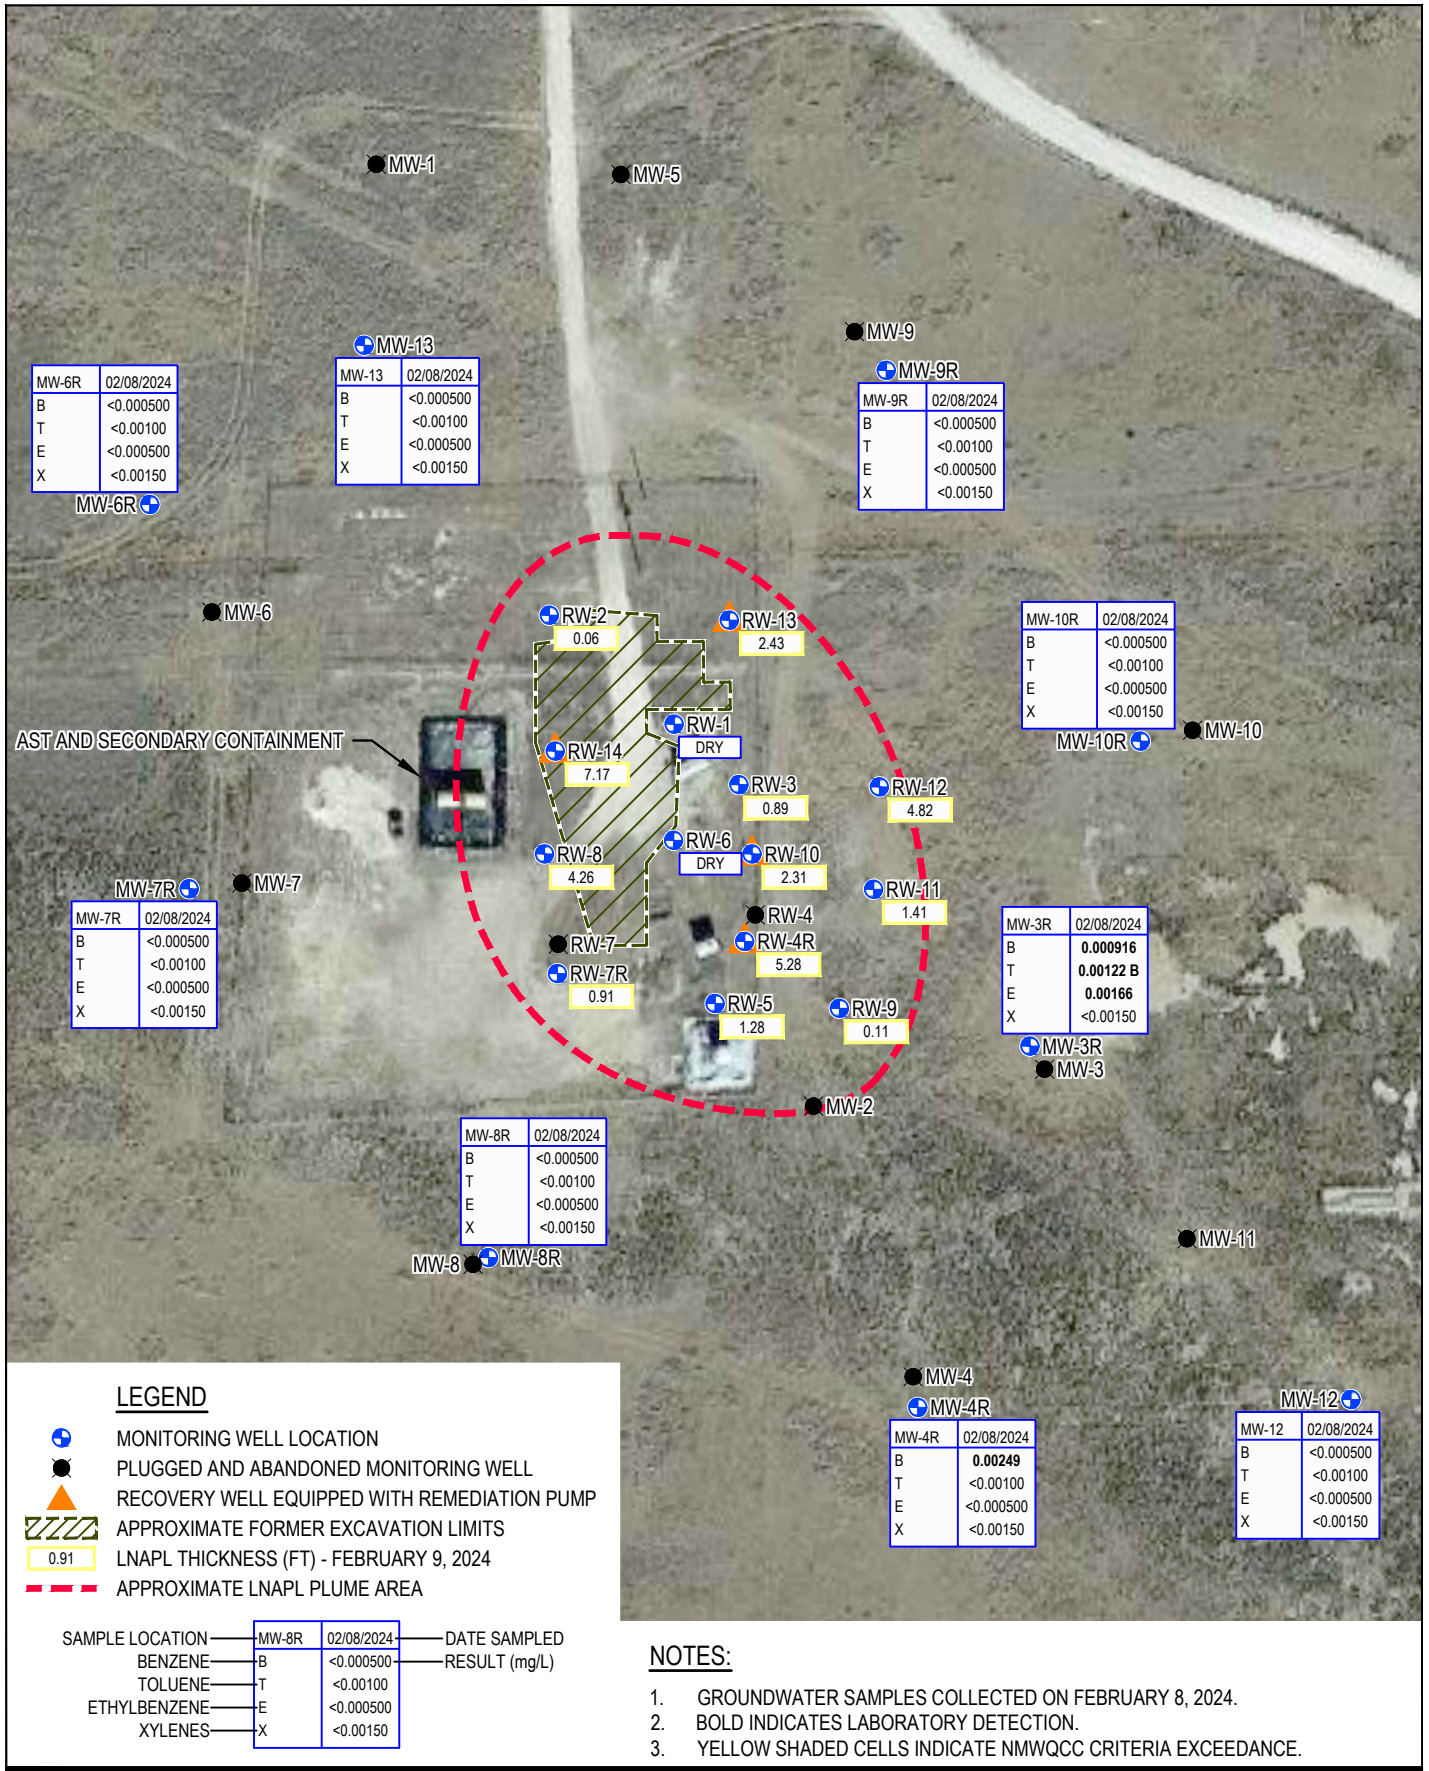 MW-1
MW-5
MW-9
MW-13
MW-13 02/08/2024
B <0.000500
T <0.00100
E <0.000500
X <0.00150
MW-6R 02/08/2024
B <0.000500
T <0.00100
E <0.000500
X <0.00150
MW-6R
MW-9R
MW-9R 02/08/2024
B <0.000500
T <0.00100
E <0.000500
X <0.00150
MW-6
RW-2
0.06
RW-13
2.43
MW-10R 02/08/2024
B <0.000500
T <0.00100
E <0.000500
X <0.00150
MW-10R
MW-10
AST AND SECONDARY CONTAINMENT
RW-1
DRY
RW-14
7.17
RW-3
0.89
RW-12
4.82
RW-6
DRY
RW-8
4.26
RW-10
2.31
RW-11
1.41
MW-7R
MW-7
MW-7R 02/08/2024
B <0.000500
T <0.00100
E <0.000500
X <0.00150
RW-4
RW-4R
5.28
RW-7
RW-7R
0.91
RW-5
1.28
RW-9
0.11
MW-3R 02/08/2024
B 0.000916
T 0.00122 B
E 0.00166
X <0.00150
MW-3R
MW-3
MW-2
MW-8R 02/08/2024
B <0.000500
T <0.00100
E <0.000500
X <0.00150
MW-8
MW-8R
MW-11
MW-4
MW-4R
MW-4R 02/08/2024
B 0.00249
T <0.00100
E <0.000500
X <0.00150
MW-12
MW-12 02/08/2024
B <0.000500
T <0.00100
E <0.000500
X <0.00150
LEGEND
MONITORING WELL LOCATION
PLUGGED AND ABANDONED MONITORING WELL
RECOVERY WELL EQUIPPED WITH REMEDIATION PUMP
APPROXIMATE FORMER EXCAVATION LIMITS
0.91 LNAPL THICKNESS (FT) - FEBRUARY 9, 2024
APPROXIMATE LNAPL PLUME AREA
SAMPLE LOCATION MW-8R 02/08/2024 DATE SAMPLED
BENZENE B <0.000500 RESULT (mg/L)
TOLUENE T <0.00100
ETHYLBENZENE E <0.000500
XYLENES X <0.00150
NOTES:
1. GROUNDWATER SAMPLES COLLECTED ON FEBRUARY 8, 2024.
2. BOLD INDICATES LABORATORY DETECTION.
3. YELLOW SHADED CELLS INDICATE NMWQCC CRITERIA EXCEEDANCE.